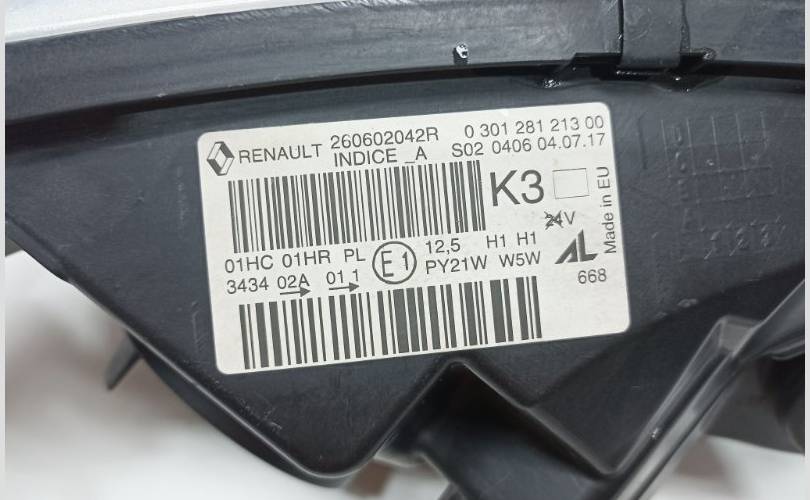 RENAULT 260602042R 0 301 281 213 00
INDICE _A S02 0406 04.07.17
K3
24V
Made in EU
01HC 01HR PL E1 12,5 H1 H1
3434 02A 01 1 PY21W W5W
AL
668